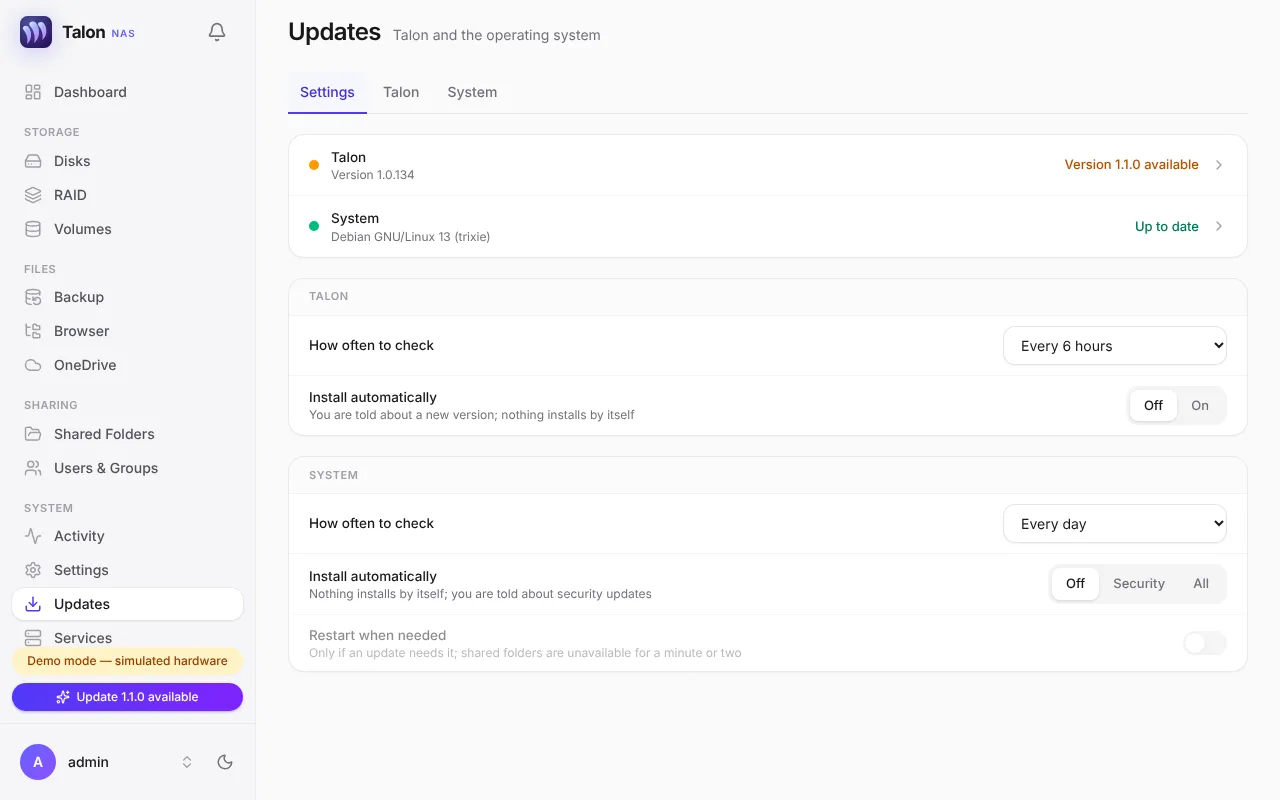 Talon NAS
Dashboard
STORAGE
Disks
RAID
Volumes
FILES
Backup
Browser
OneDrive
SHARING
Shared Folders
Users & Groups
SYSTEM
Activity
Settings
Updates
Services
Demo mode — simulated hardware
Update 1.1.0 available
A admin
Updates Talon and the operating system
Settings Talon System
Talon
Version 1.0.134
Version 1.1.0 available
System
Debian GNU/Linux 13 (trixie)
Up to date
TALON
How often to check
Every 6 hours
Install automatically
You are told about a new version; nothing installs by itself
Off On
SYSTEM
How often to check
Every day
Install automatically
Nothing installs by itself; you are told about security updates
Off Security All
Restart when needed
Only if an update needs it; shared folders are unavailable for a minute or two